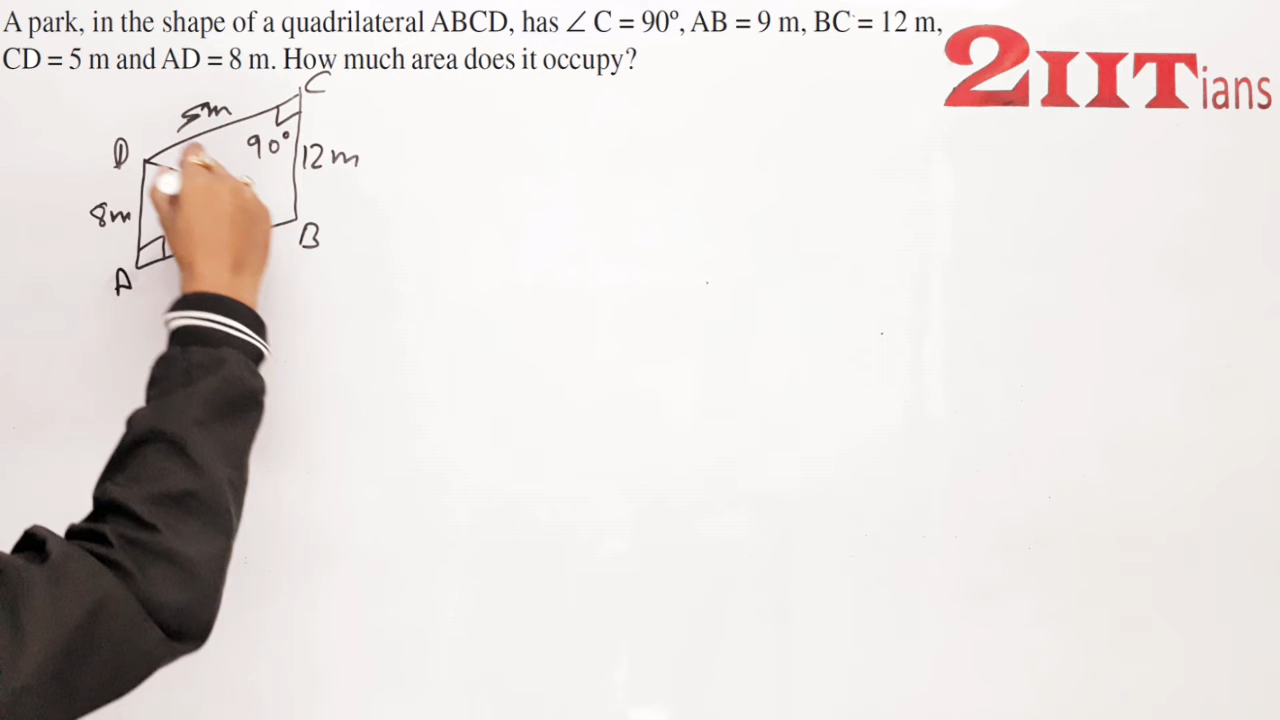 A park, in the shape of a quadrilateral ABCD, has ∠ C = 90º, AB = 9 m, BC = 12 m,
CD = 5 m and AD = 8 m. How much area does it occupy?
2IITians
C
5m
D
90°
12m
8m
B
A